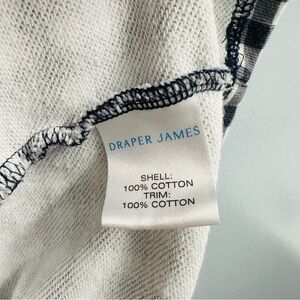 DRAPER JAMES
SHELL:
100% COTTON
TRIM:
100% COTTON